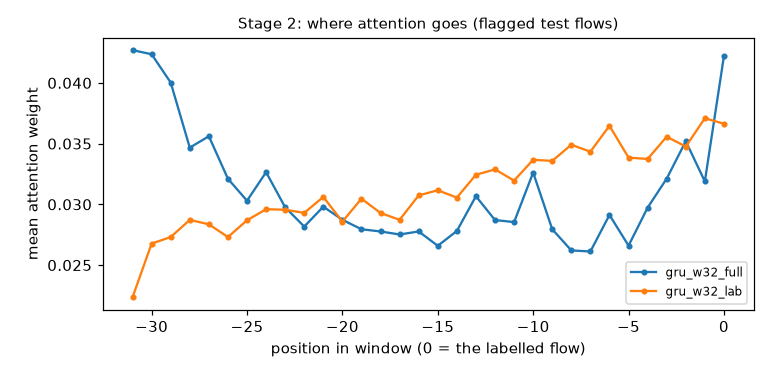 Stage 2: where attention goes (flagged test flows)
mean attention weight
0.040
0.035
0.030
0.025
−30
−25
−20
−15
−10
−5
0
position in window (0 = the labelled flow)
gru_w32_full
gru_w32_lab